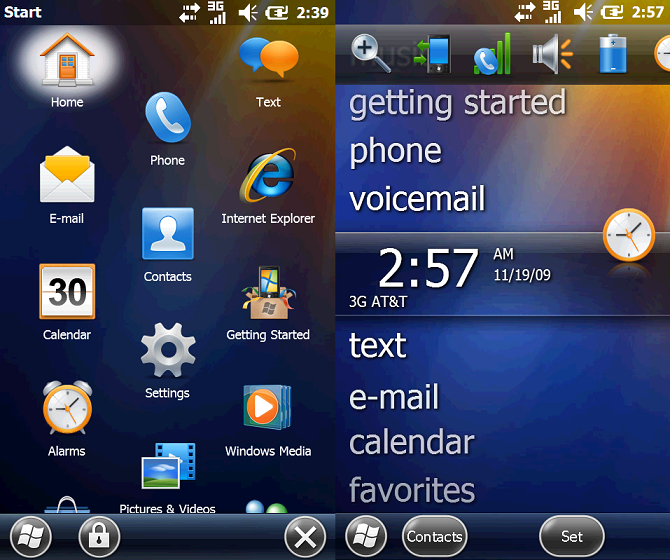 Start
3G
2:39
Home
Text
Phone
E-mail
Internet Explorer
Contacts
30
Calendar
Getting Started
Settings
Alarms
Windows Media
Pictures & Videos
3G
2:57
getting started
phone
voicemail
2:57 AM
11/19/09
3G AT&T
text
e-mail
calendar
favorites
Contacts
Set